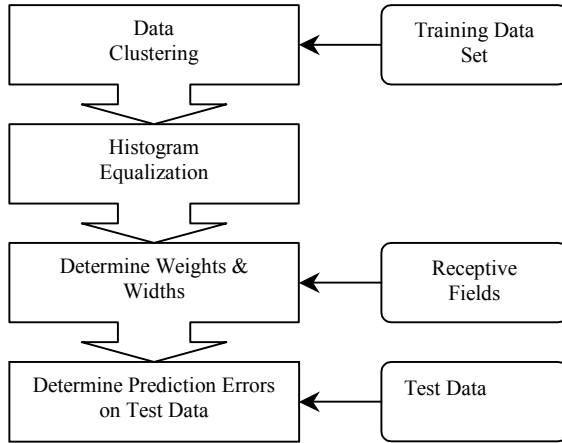 Data
Clustering
Training Data
Set
Histogram
Equalization
Determine Weights &
Widths
Receptive
Fields
Determine Prediction Errors
on Test Data
Test Data